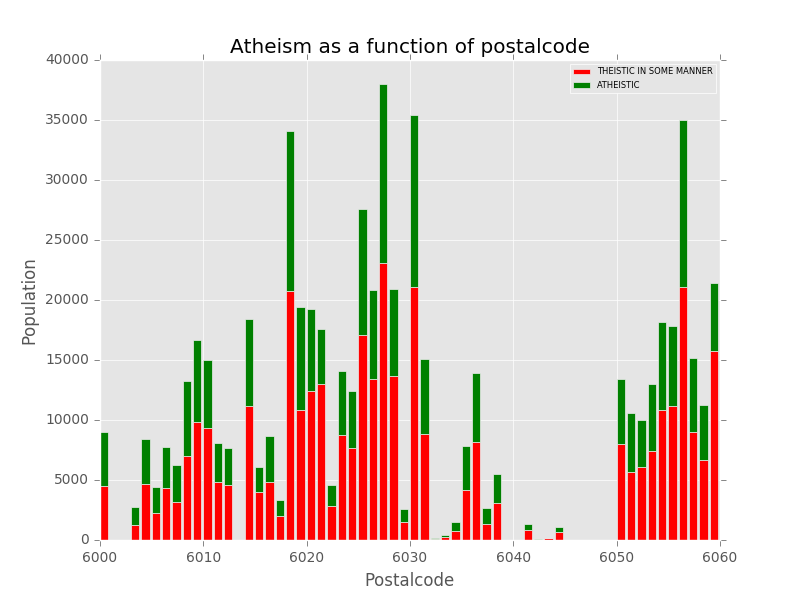 Atheism as a function of postalcode
THEISTIC IN SOME MANNER
ATHEISTIC
40000
35000
30000
25000
20000
15000
10000
5000
0
Population
6000 6010 6020 6030 6040 6050 6060
Postalcode